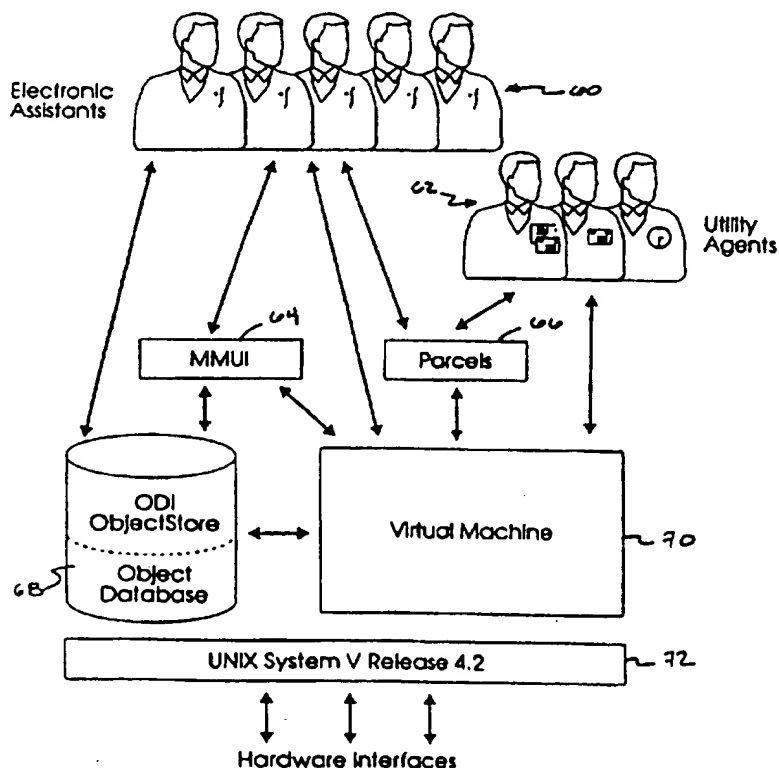 Electronic
Assistants
60
62
Utility
Agents
64
MMUI
66
Parcels
ODI
ObjectStore
Object
Database
68
Virtual Machine
70
UNIX System V Release 4.2
72
Hardware Interfaces